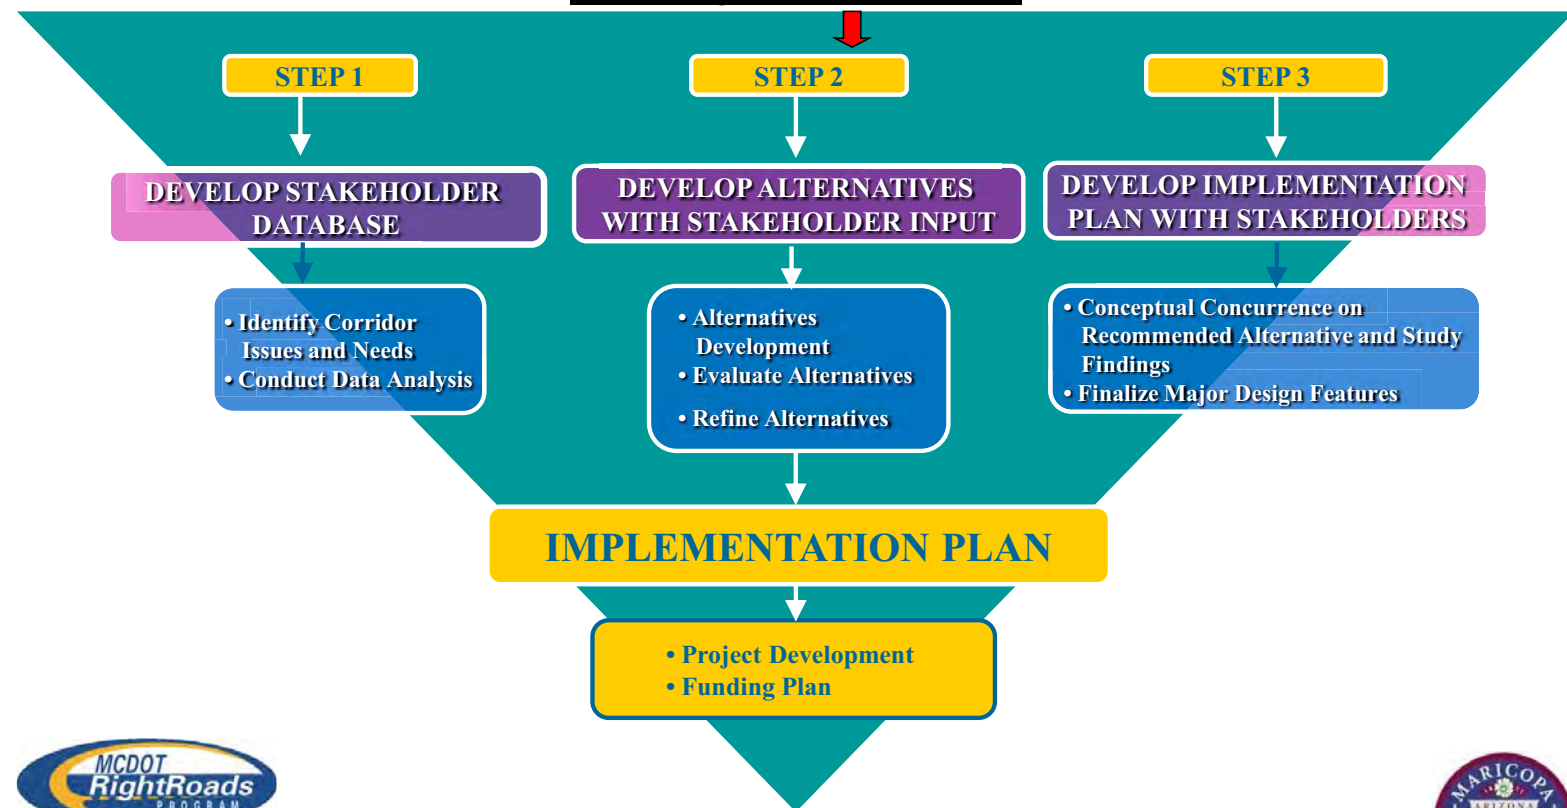 STEP 1
STEP 2
STEP 3
DEVELOP STAKEHOLDER
DATABASE
DEVELOP ALTERNATIVES
WITH STAKEHOLDER INPUT
DEVELOP IMPLEMENTATION
PLAN WITH STAKEHOLDERS
• Identify Corridor
Issues and Needs
• Conduct Data Analysis
• Alternatives
Development
• Evaluate Alternatives
• Refine Alternatives
• Conceptual Concurrence on
Recommended Alternative and Study
Findings
• Finalize Major Design Features
IMPLEMENTATION PLAN
• Project Development
• Funding Plan
MCDOT
RightRoads
PROGRAM
MARICOPA
ARIZONA